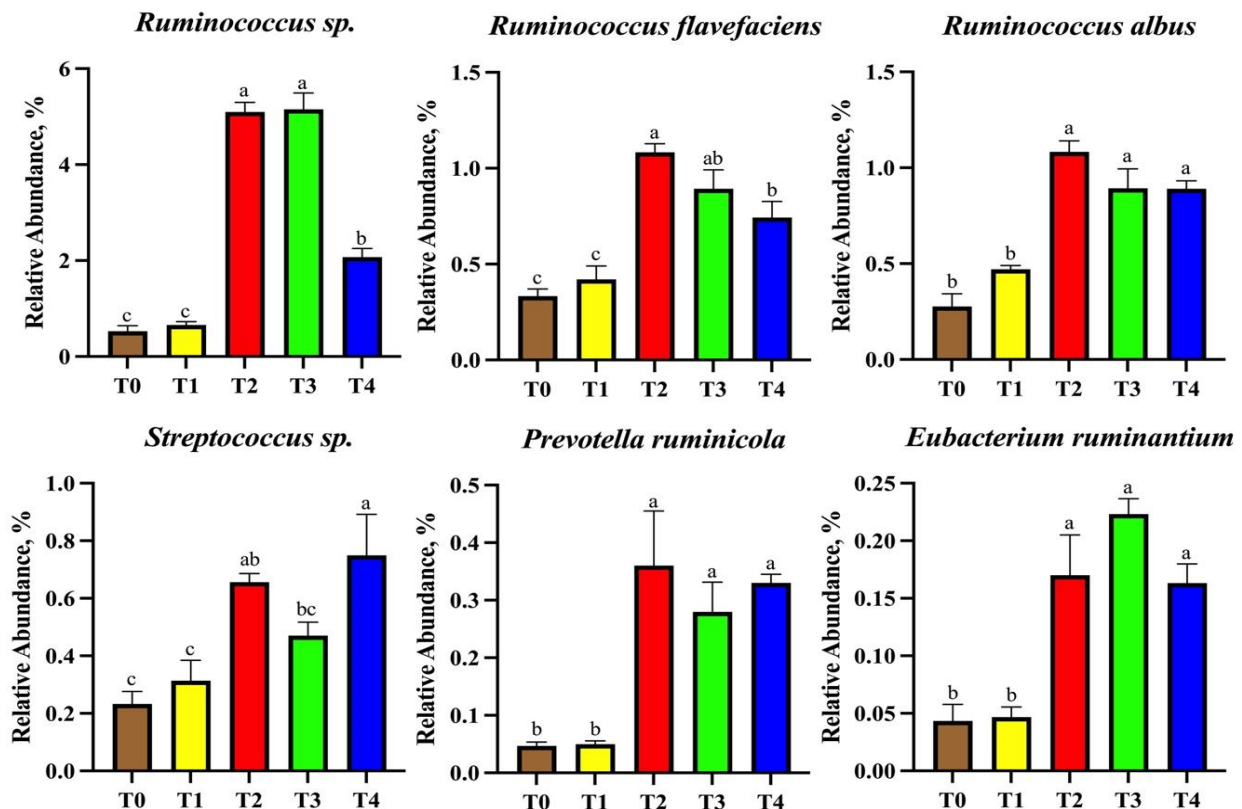 Ruminococcus sp.
Relative Abundance, %
6
4
2
0
a
a
b
c
c
T0 T1 T2 T3 T4
Ruminococcus flavefaciens
Relative Abundance, %
1.5
1.0
0.5
0.0
a
ab
b
c
c
T0 T1 T2 T3 T4
Ruminococcus albus
Relative Abundance, %
1.5
1.0
0.5
0.0
a
a
a
b
b
T0 T1 T2 T3 T4
Streptococcus sp.
Relative Abundance, %
1.0
0.8
0.6
0.4
0.2
0.0
a
ab
bc
c
c
T0 T1 T2 T3 T4
Prevotella ruminicola
Relative Abundance, %
0.5
0.4
0.3
0.2
0.1
0.0
a
a
a
b
b
T0 T1 T2 T3 T4
Eubacterium ruminantium
Relative Abundance, %
0.25
0.20
0.15
0.10
0.05
0.00
a
a
a
b
b
T0 T1 T2 T3 T4